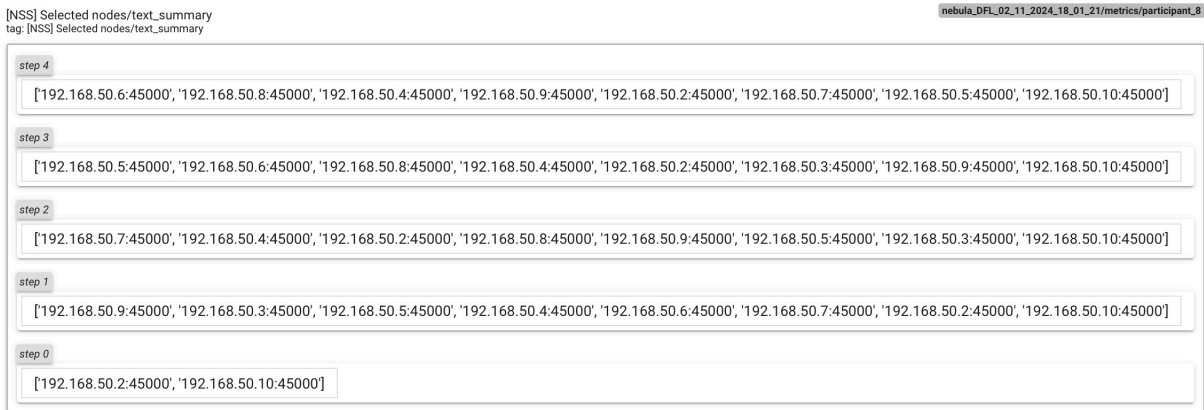 [NSS] Selected nodes/text_summary
nebula_DFL_02_11_2024_18_01_21/metrics/participant_8
tag: [NSS] Selected nodes/text_summary
step 4
['192.168.50.6:45000', '192.168.50.8:45000', '192.168.50.4:45000', '192.168.50.9:45000', '192.168.50.2:45000', '192.168.50.7:45000', '192.168.50.5:45000', '192.168.50.10:45000']
step 3
['192.168.50.5:45000', '192.168.50.6:45000', '192.168.50.8:45000', '192.168.50.4:45000', '192.168.50.2:45000', '192.168.50.3:45000', '192.168.50.9:45000', '192.168.50.10:45000']
step 2
['192.168.50.7:45000', '192.168.50.4:45000', '192.168.50.2:45000', '192.168.50.8:45000', '192.168.50.9:45000', '192.168.50.5:45000', '192.168.50.3:45000', '192.168.50.10:45000']
step 1
['192.168.50.9:45000', '192.168.50.3:45000', '192.168.50.5:45000', '192.168.50.4:45000', '192.168.50.6:45000', '192.168.50.7:45000', '192.168.50.2:45000', '192.168.50.10:45000']
step 0
['192.168.50.2:45000', '192.168.50.10:45000']